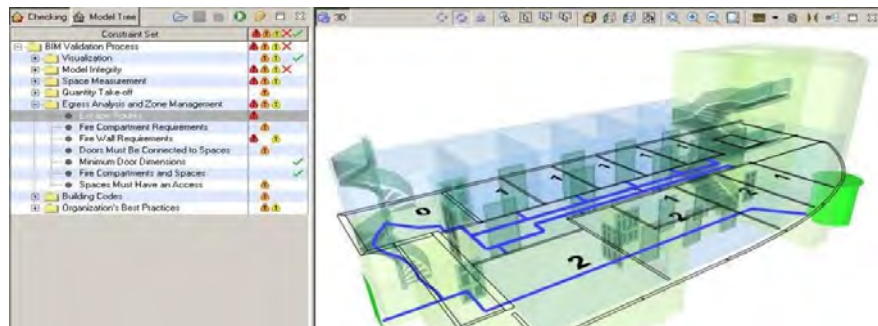 Checking Model Tree
3D
Constraint Set
BIM Validation Process
Visualization
Model Integrity
Space Measurement
Quantity Take-off
Egress Analysis and Zone Management
Escape Routes
Fire Compartment Requirements
Fire Wall Requirements
Doors Must Be Connected to Spaces
Minimum Door Dimensions
Fire Compartments and Spaces
Spaces Must Have an Access
Building Codes
Organization's Best Practices
0
1
1
1
1
1
1
2
2
1
2